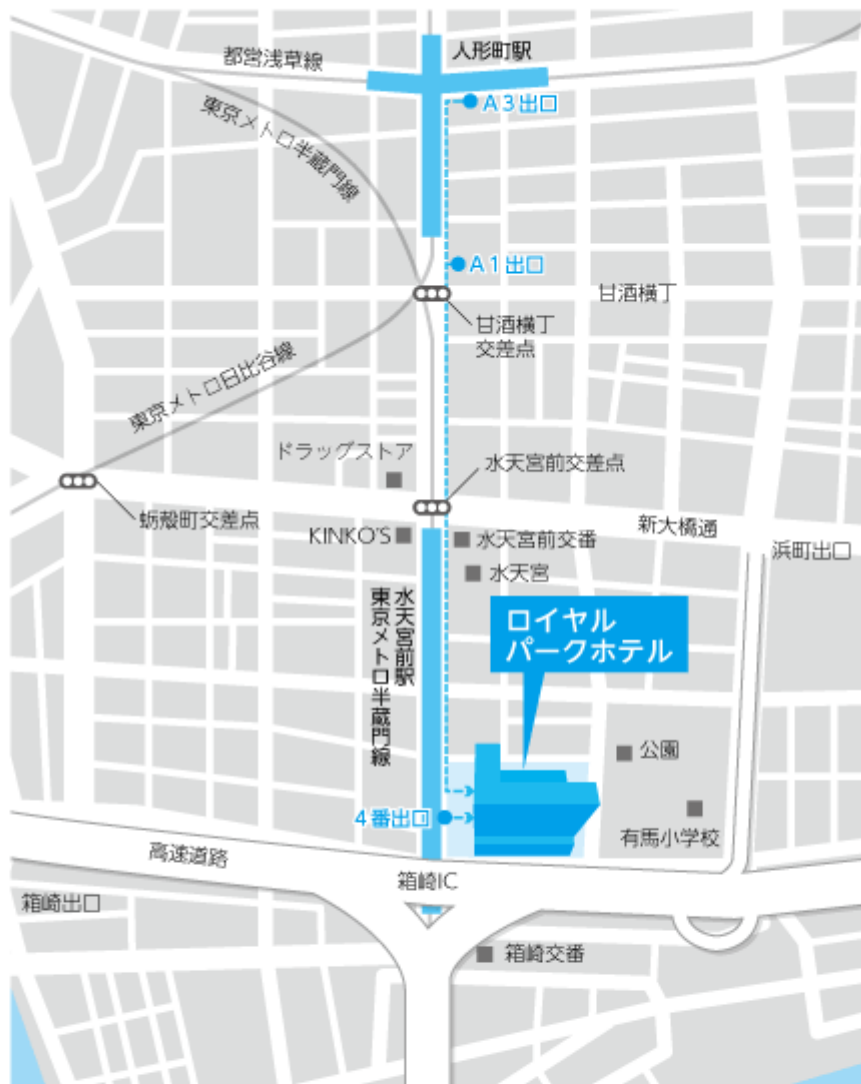 人形町駅
都営浅草線
A3出口
東京メトロ半蔵門線
A1出口
甘酒横丁
甘酒横丁
交差点
東京メトロ日比谷線
ドラッグストア
水天宮前交差点
蛎殻町交差点
新大橋通
KINKO'S
水天宮前交番
浜町出口
水天宮
水天宮前駅
東京メトロ半蔵門線
ロイヤル
パークホテル
公園
4番出口
有馬小学校
高速道路
箱崎IC
箱崎出口
箱崎交番